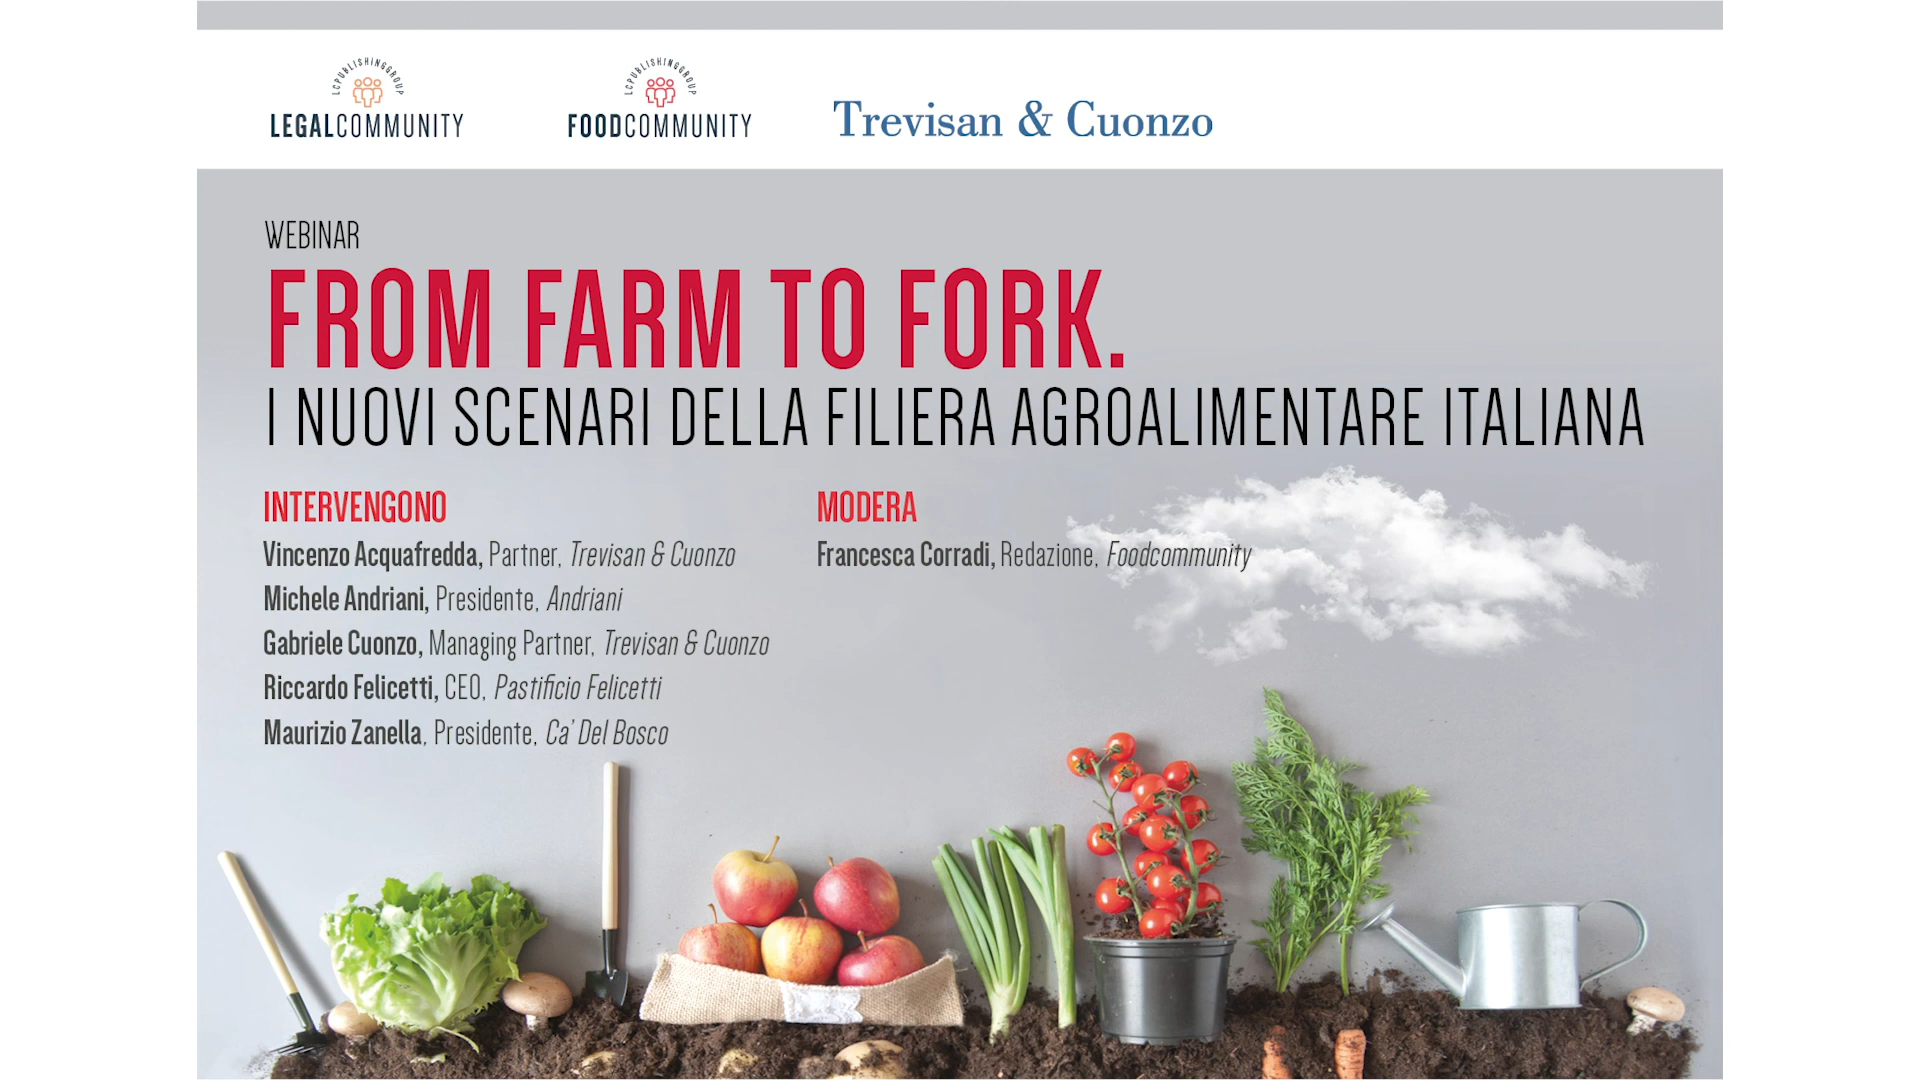 LCPUBLISHINGGROUP
LEGALCOMMUNITY
LCPUBLISHINGGROUP
FOODCOMMUNITY
Trevisan & Cuonzo
WEBINAR
FROM FARM TO FORK.
I NUOVI SCENARI DELLA FILIERA AGROALIMENTARE ITALIANA
INTERVENGONO
Vincenzo Acquafredda, Partner, Trevisan & Cuonzo
Michele Andriani, Presidente, Andriani
Gabriele Cuonzo, Managing Partner, Trevisan & Cuonzo
Riccardo Felicetti, CEO, Pastificio Felicetti
Maurizio Zanella, Presidente, Ca' Del Bosco
MODERA
Francesca Corradi, Redazione, Foodcommunity